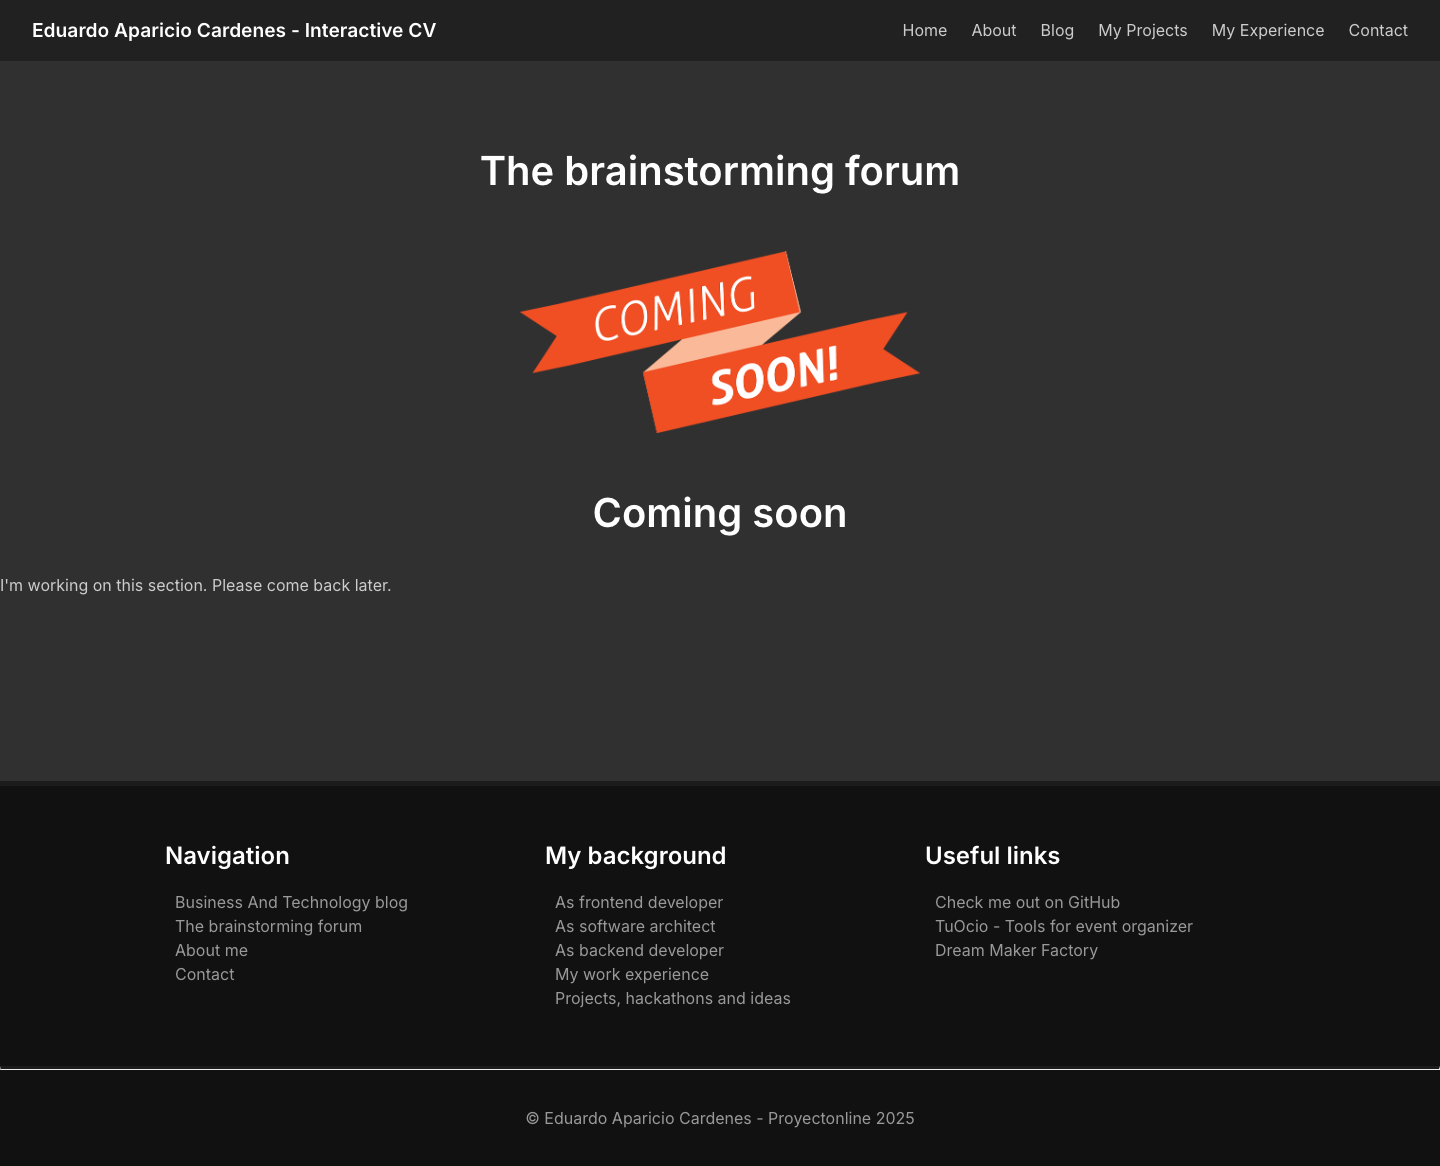 Eduardo Aparicio Cardenes - Interactive CV
Home About Blog My Projects My Experience Contact
The brainstorming forum
COMING
SOON!
Coming soon
I'm working on this section. Please come back later.
Navigation
Business And Technology blog
The brainstorming forum
About me
Contact
My background
As frontend developer
As software architect
As backend developer
My work experience
Projects, hackathons and ideas
Useful links
Check me out on GitHub
TuOcio - Tools for event organizer
Dream Maker Factory
© Eduardo Aparicio Cardenes - Proyectonline 2025